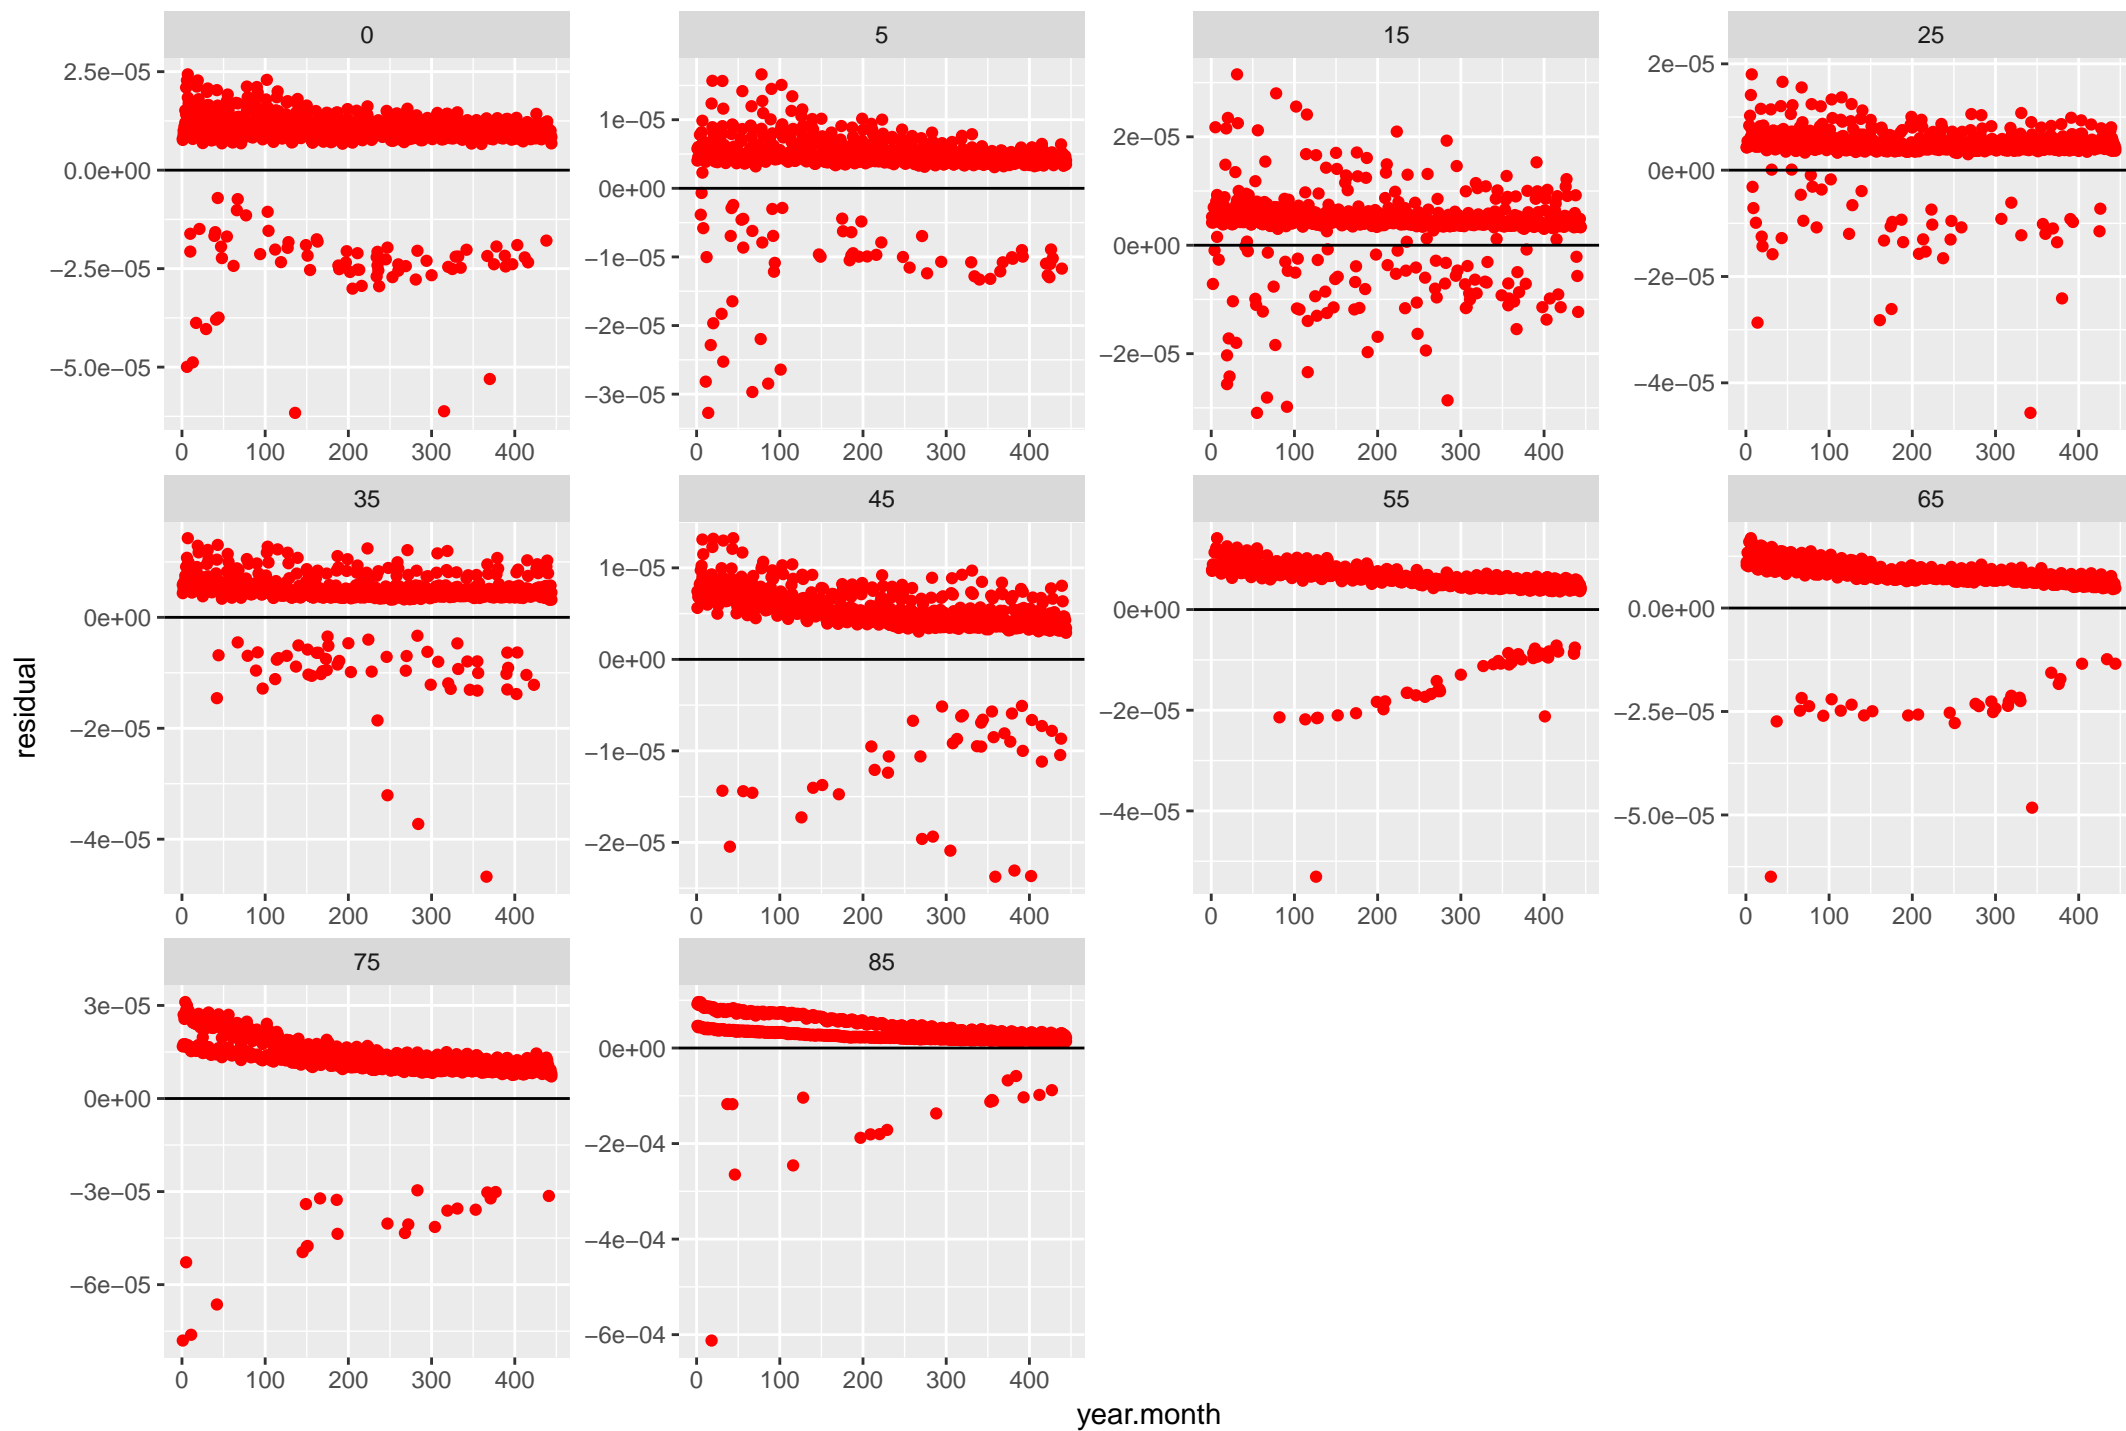 0 5 15 25
2.5e−05 1e−05 2e−05 2e−05
0.0e+00 0e+00 0e+00 0e+00
−2.5e−05 −1e−05 −2e−05 −2e−05
−5.0e−05 −2e−05 −4e−05
−3e−05
0 100 200 300 400 0 100 200 300 400 0 100 200 300 400 0 100 200 300 400
35 45 55 65
0e+00 1e−05 0e+00 0.0e+00
−2e−05 0e+00 −2e−05 −2.5e−05
−4e−05 −1e−05 −4e−05 −5.0e−05
−2e−05
0 100 200 300 400 0 100 200 300 400 0 100 200 300 400 0 100 200 300 400
75 85
3e−05 0e+00
0e+00 −2e−04
−3e−05 −4e−04
−6e−05 −6e−04
0 100 200 300 400 0 100 200 300 400
residual
year.month